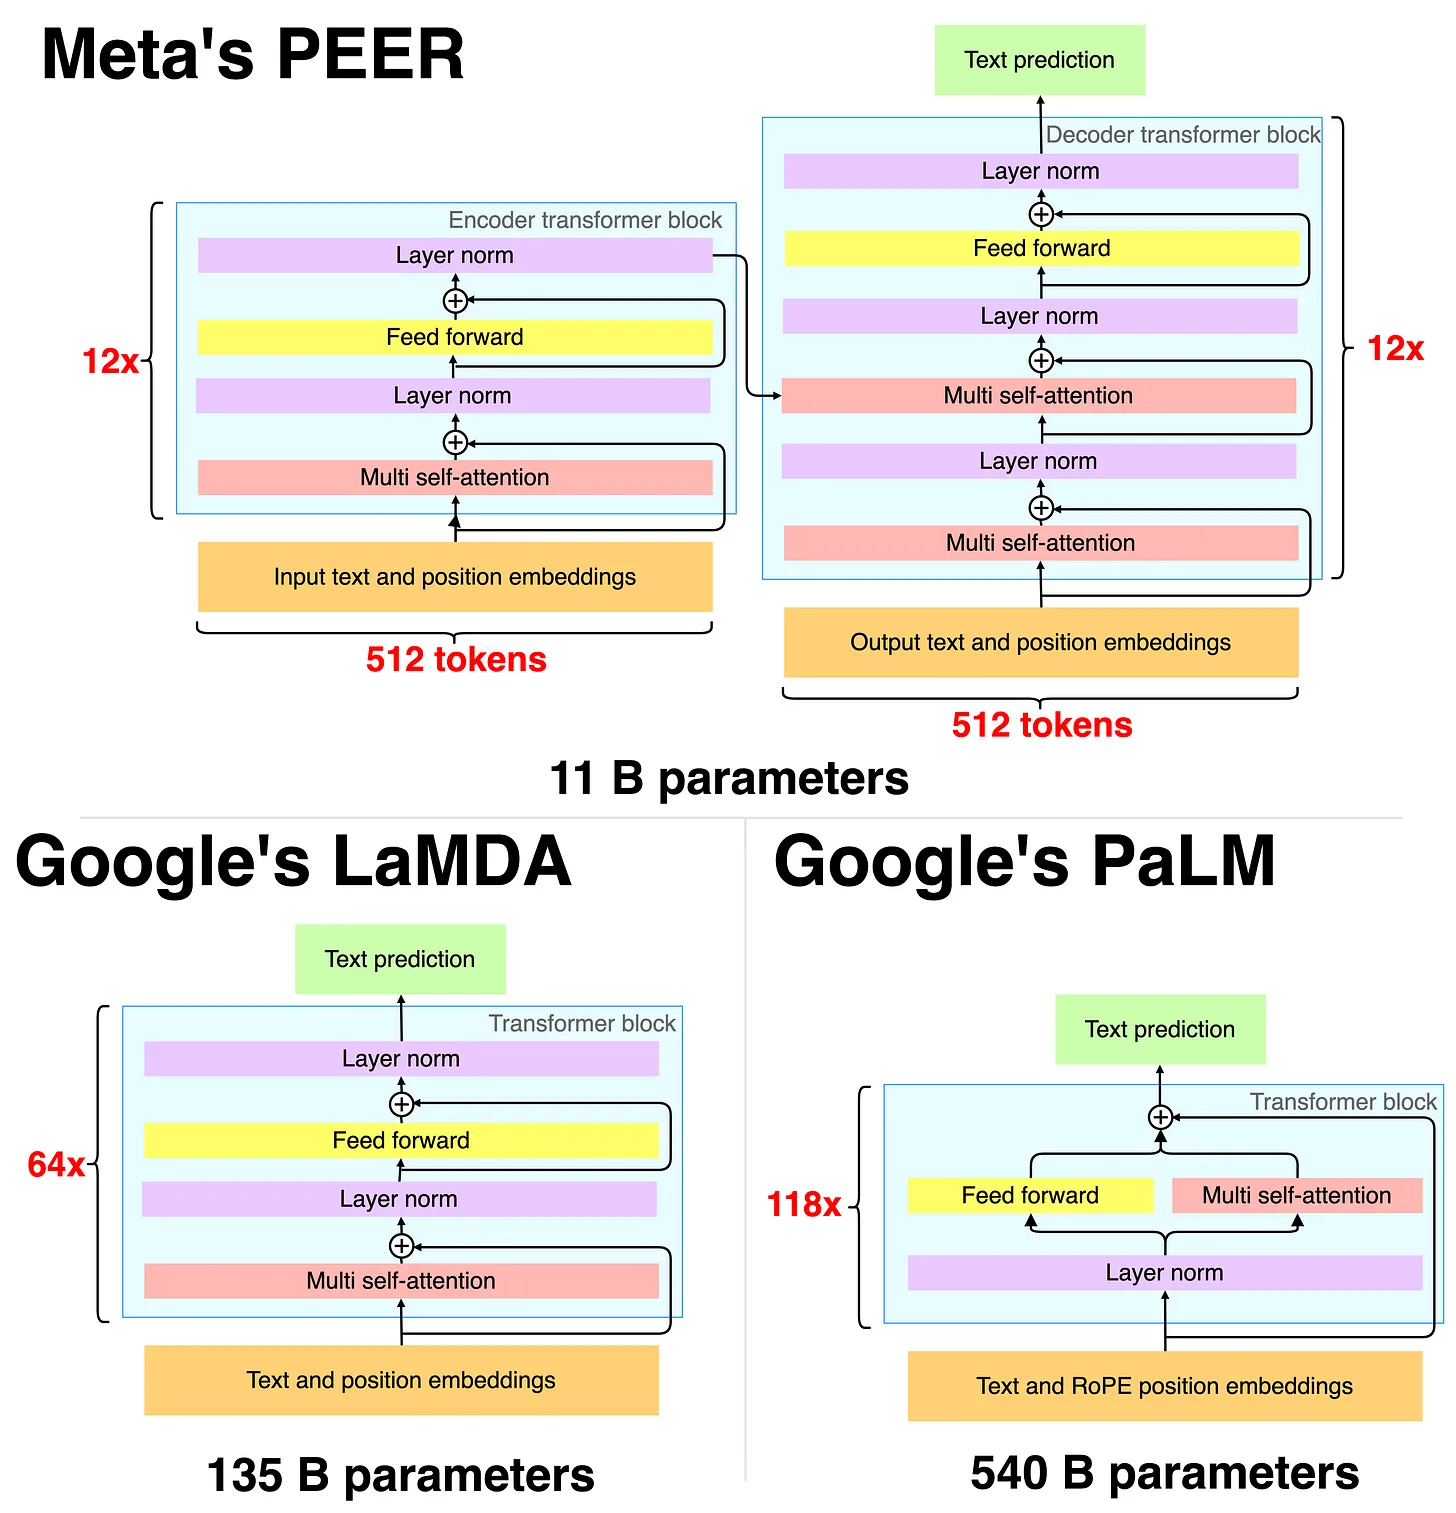 Meta's PEER
Text prediction
Decoder transformer block
Layer norm
Feed forward
Layer norm
Multi self-attention
Layer norm
Multi self-attention
12x
Output text and position embeddings
512 tokens
Encoder transformer block
Layer norm
Feed forward
Layer norm
Multi self-attention
12x
Input text and position embeddings
512 tokens
11 B parameters
Google's LaMDA
Text prediction
Transformer block
Layer norm
Feed forward
Layer norm
Multi self-attention
64x
Text and position embeddings
135 B parameters
Google's PaLM
Text prediction
Transformer block
Feed forward
Multi self-attention
118x
Layer norm
Text and RoPE position embeddings
540 B parameters